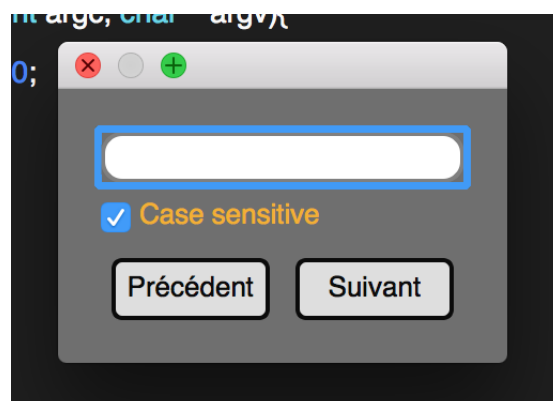 nt argc, char ** argv){
0;
Case sensitive
Précédent
Suivant